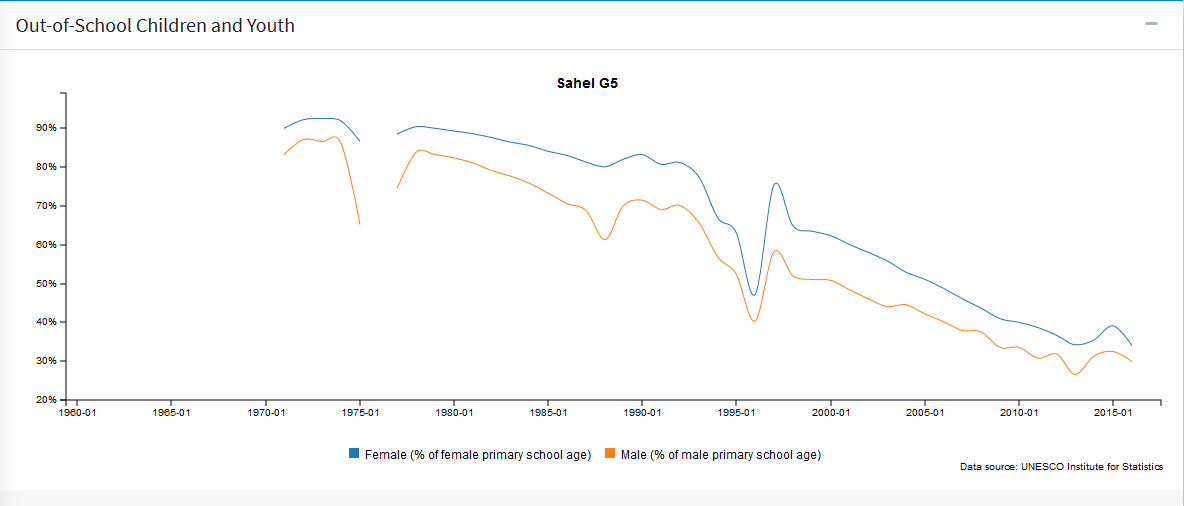 Out-of-School Children and Youth
Sahel G5
90%
80%
70%
60%
50%
40%
30%
20%
1960-01 1965-01 1970-01 1975-01 1980-01 1985-01 1990-01 1995-01 2000-01 2005-01 2010-01 2015-01
Female (% of female primary school age) Male (% of male primary school age)
Data source: UNESCO Institute for Statistics